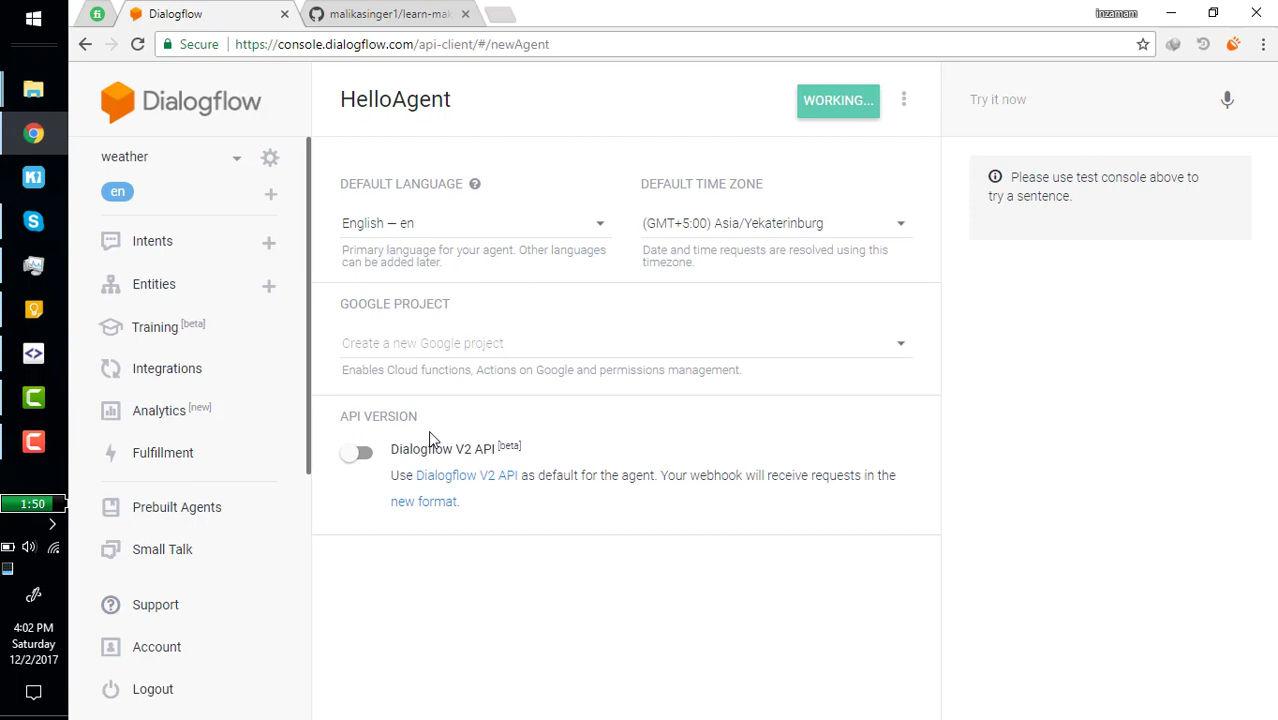 Dialogflow
malikasinger1/learn-mak
inzamam
Secure
https://console.dialogflow.com/api-client/#/newAgent
Dialogflow
HelloAgent
WORKING...
Try it now
weather
en
Please use test console above to
try a sentence.
DEFAULT LANGUAGE
DEFAULT TIME ZONE
English — en
(GMT+5:00) Asia/Yekaterinburg
Primary language for your agent. Other languages
can be added later.
Date and time requests are resolved using this
timezone.
Intents
Entities
Training [beta]
Integrations
Analytics [new]
Fulfillment
Prebuilt Agents
Small Talk
Support
Account
Logout
GOOGLE PROJECT
Create a new Google project
Enables Cloud functions, Actions on Google and permissions management.
API VERSION
Dialogflow V2 API [beta]
Use Dialogflow V2 API as default for the agent. Your webhook will receive requests in the
new format.
1:50
4:02 PM
Saturday
12/2/2017